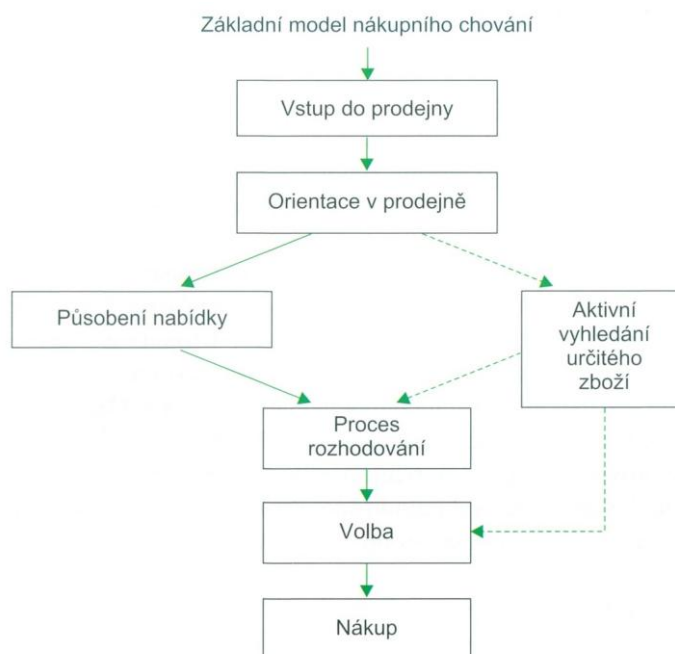 Základní model nákupního chování
Vstup do prodejny
Orientace v prodejně
Působení nabídky
Aktivní
vyhledání
určitého
zboží
Proces
rozhodování
Volba
Nákup